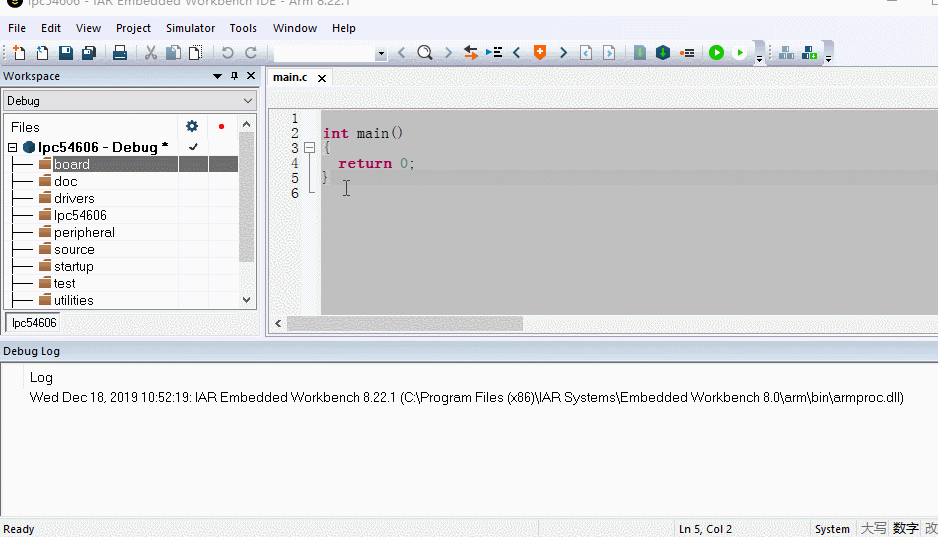 lpc54606 - IAR Embedded Workbench IDE - Arm 8.22.1
File Edit View Project Simulator Tools Window Help
Workspace
main.c
Debug
Files
lpc54606 - Debug *
board
doc
drivers
lpc54606
peripheral
source
startup
test
utilities
lpc54606
1
2 int main()
3 {
4 return 0;
5 }
6
Debug Log
Log
Wed Dec 18, 2019 10:52:19: IAR Embedded Workbench 8.22.1 (C:\Program Files (x86)\IAR Systems\Embedded Workbench 8.0\arm\bin\armproc.dll)
Ready Ln 5, Col 2 System 大写 数字 改